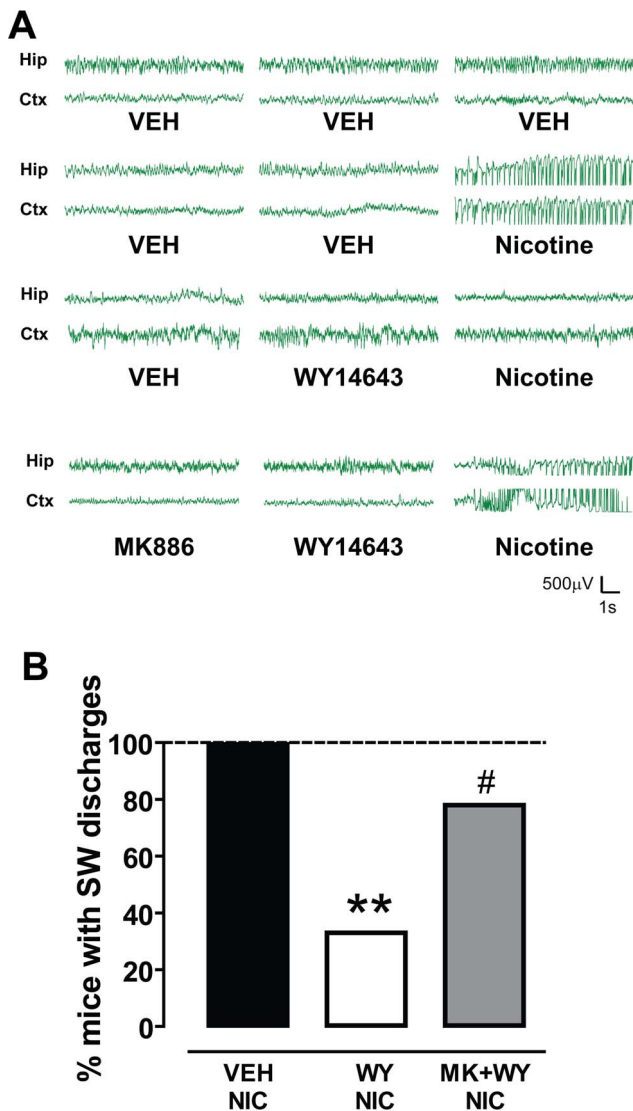 A
Hip
Ctx
VEH VEH VEH
Hip
Ctx
VEH VEH Nicotine
Hip
Ctx
VEH WY14643 Nicotine
Hip
Ctx
MK886 WY14643 Nicotine
500µV
1s
B
% mice with SW discharges
100
80
60
40
20
0
**
#
VEH WY MK+WY
NIC NIC NIC